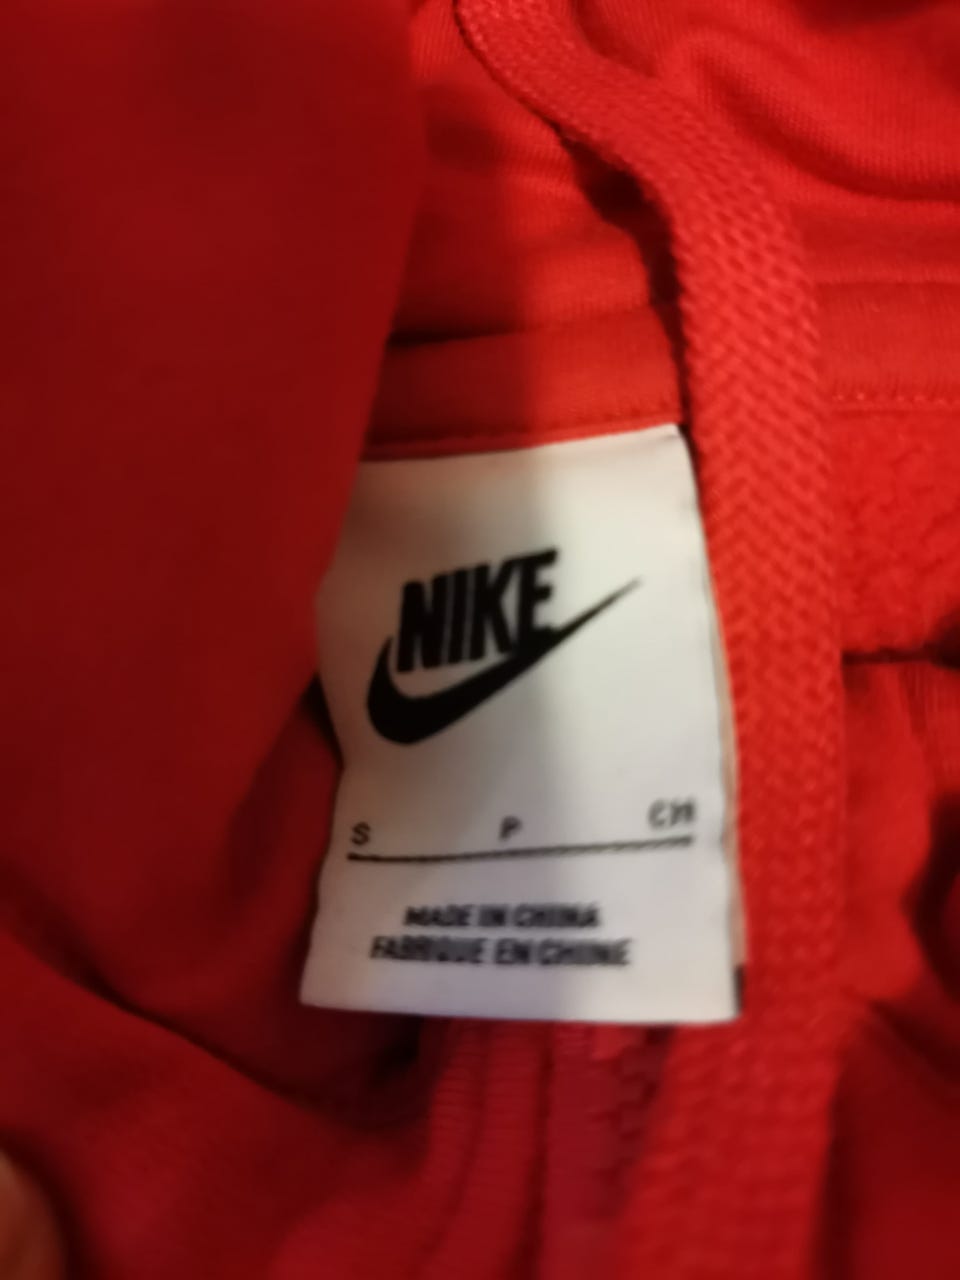 NIKE
S P CH
MADE IN CHINA
FABRIQUE EN CHINE